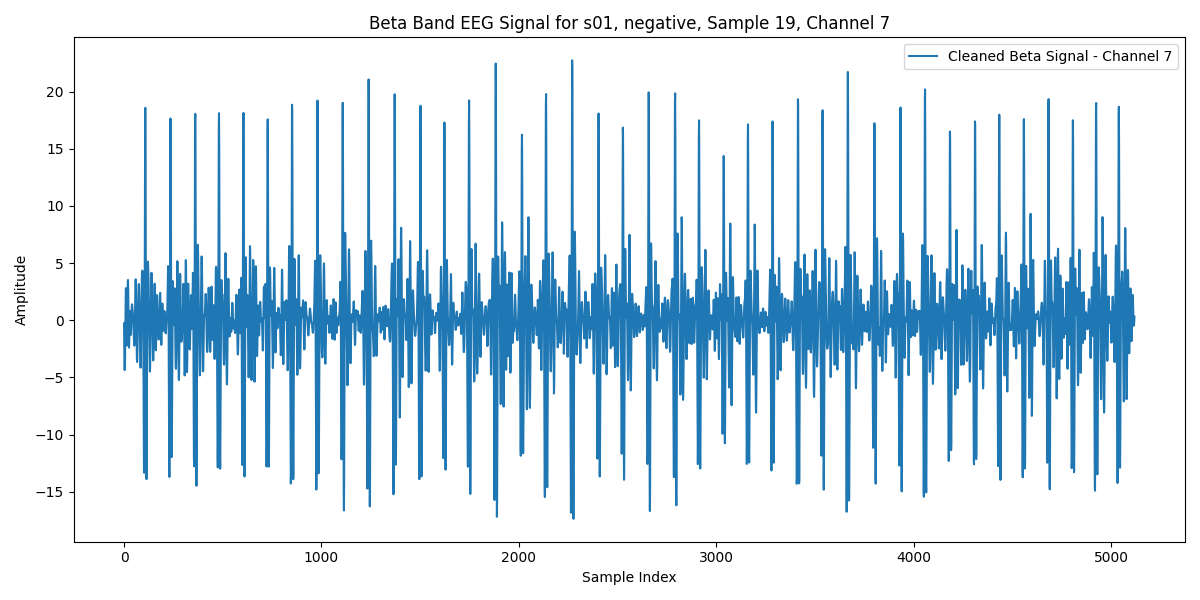 Beta Band EEG Signal for s01, negative, Sample 19, Channel 7
Cleaned Beta Signal - Channel 7
Amplitude
20
15
10
5
0
−5
−10
−15
0 1000 2000 3000 4000 5000
Sample Index